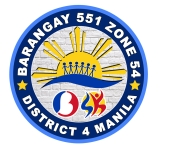 BARANGAY 551 ZONE 54
DISTRICT 4 MANILA